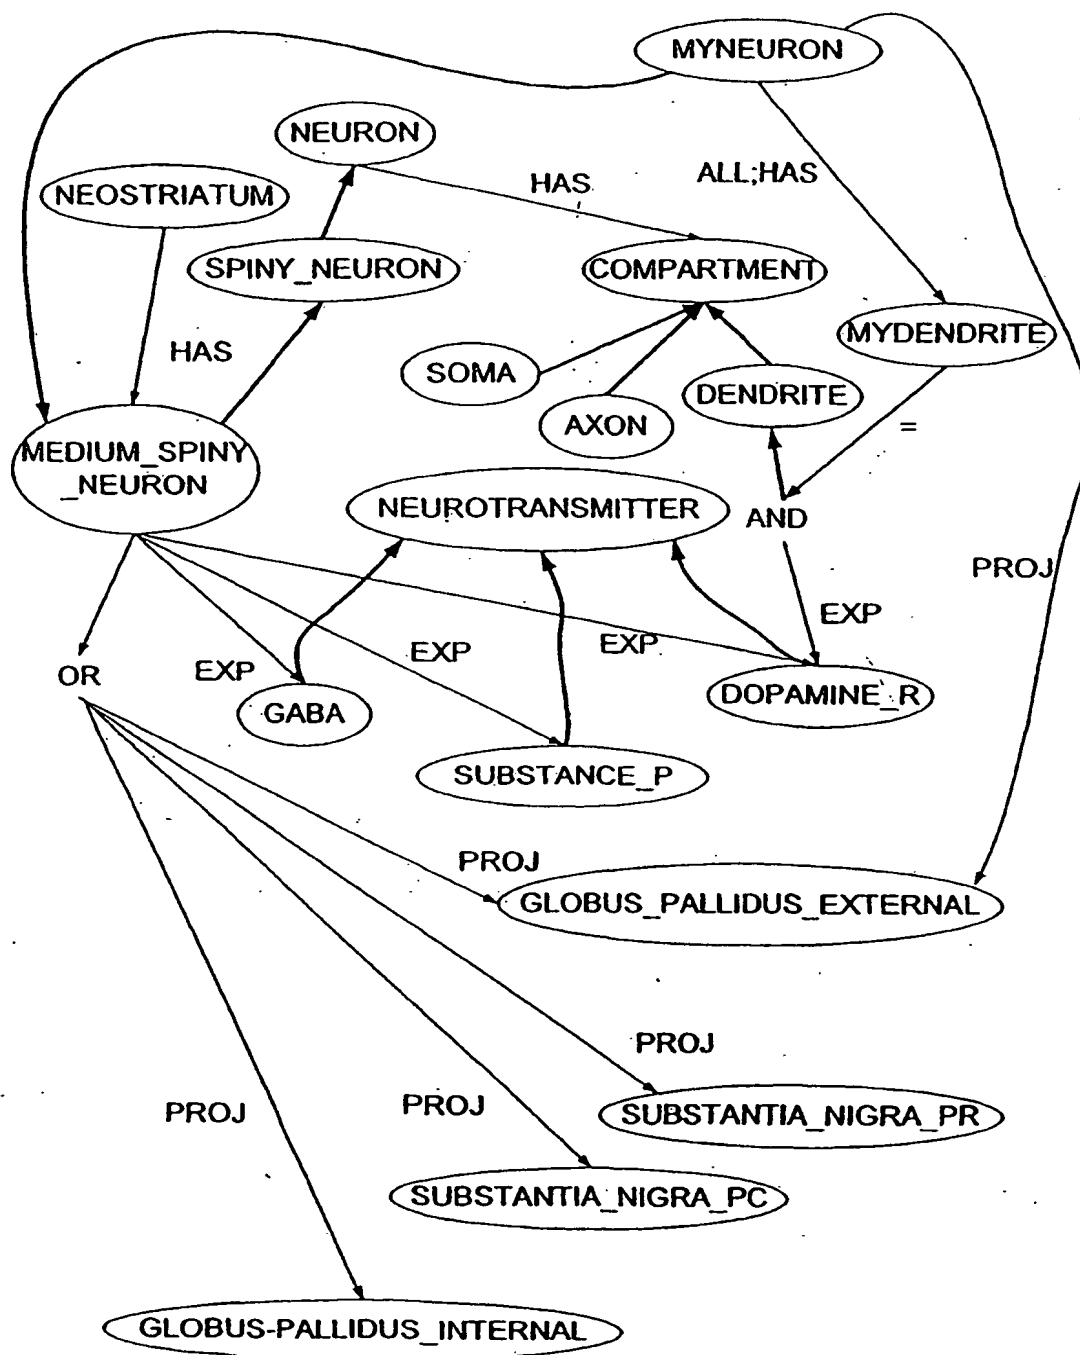 MYNEURON
NEURON
NEOSTRIATUM
HAS
ALL;HAS
SPINY_NEURON
COMPARTMENT
MYDENDRITE
HAS
SOMA
DENDRITE
AXON
=
MEDIUM_SPINY
_NEURON
NEUROTRANSMITTER
AND
PROJ
EXP
EXP
EXP
EXP
OR
DOPAMINE_R
GABA
SUBSTANCE_P
PROJ
GLOBUS_PALLIDUS_EXTERNAL
PROJ
PROJ
PROJ
SUBSTANTIA_NIGRA_PR
SUBSTANTIA_NIGRA_PC
GLOBUS-PALLIDUS_INTERNAL